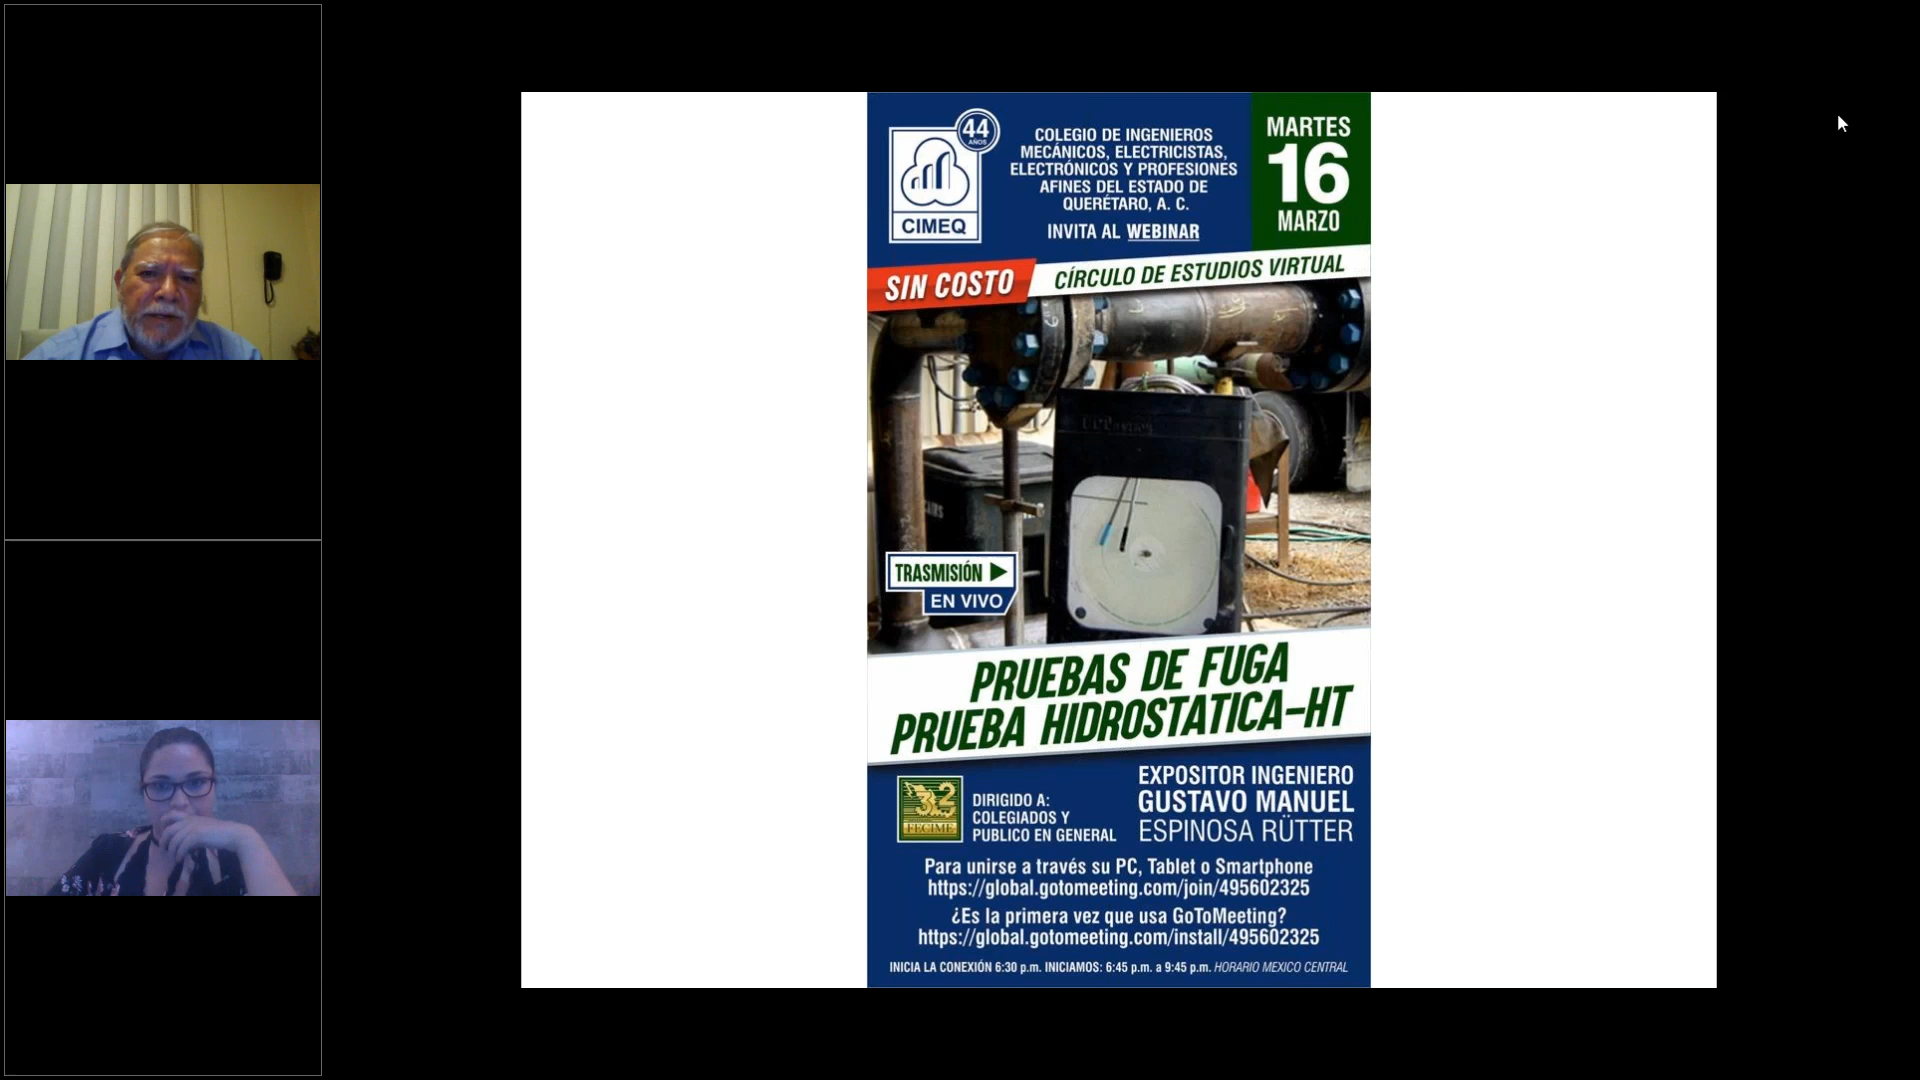 44
AÑOS
CIMEQ
COLEGIO DE INGENIEROS
MECÁNICOS, ELECTRICISTAS,
ELECTRÓNICOS Y PROFESIONES
AFINES DEL ESTADO DE
QUERÉTARO, A. C.
INVITA AL WEBINAR
MARTES
16
MARZO
SIN COSTO
CÍRCULO DE ESTUDIOS VIRTUAL
TRASMISIÓN
EN VIVO
PRUEBAS DE FUGA
PRUEBA HIDROSTÁTICA-HT
32
FECIME
DIRIGIDO A:
COLEGIADOS Y
PUBLICO EN GENERAL
EXPOSITOR INGENIERO
GUSTAVO MANUEL
ESPINOSA RÜTTER
Para unirse a través su PC, Tablet o Smartphone
https://global.gotomeeting.com/join/495602325
¿Es la primera vez que usa GoToMeeting?
https://global.gotomeeting.com/install/495602325
INICIA LA CONEXIÓN 6:30 p.m. INICIAMOS: 6:45 p.m. a 9:45 p.m. HORARIO MEXICO CENTRAL